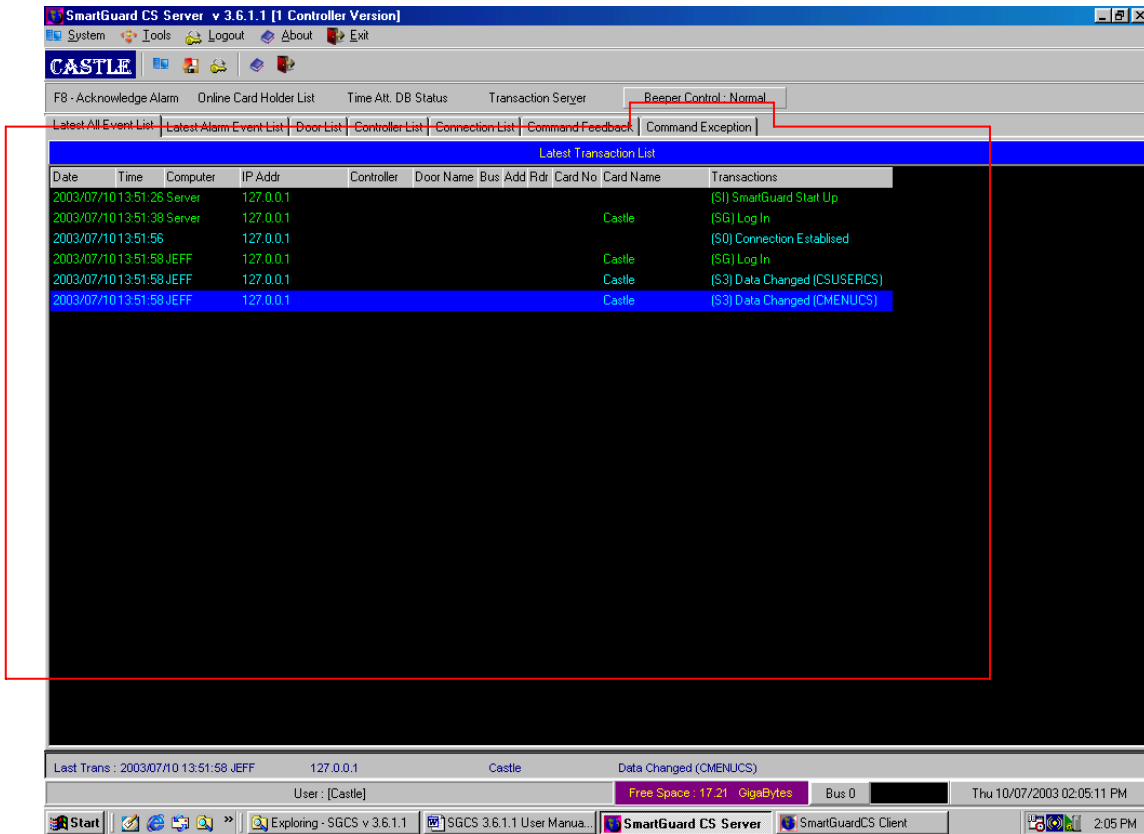 SmartGuard CS Server v 3.6.1.1 [1 Controller Version]
System Tools Logout About Exit
CASTLE
F8 - Acknowledge Alarm Online Card Holder List Time Att. DB Status Transaction Server Beeper Control : Normal
Latest All Event List Latest Alarm Event List Door List Controller List Connection List Command Feedback Command Exception
Latest Transaction List
Date Time Computer IP Addr Controller Door Name Bus Add Rdr Card No Card Name Transactions
2003/07/10 13:51:26 Server 127.0.0.1 (SI) SmartGuard Start Up
2003/07/10 13:51:38 Server 127.0.0.1 Castle (SG) Log In
2003/07/10 13:51:56 127.0.0.1 (S0) Connection Establised
2003/07/10 13:51:58 JEFF 127.0.0.1 Castle (SG) Log In
2003/07/10 13:51:58 JEFF 127.0.0.1 Castle (S3) Data Changed (CSUSERCS)
2003/07/10 13:51:58 JEFF 127.0.0.1 Castle (S3) Data Changed (CMENUCS)
Last Trans : 2003/07/10 13:51:58 JEFF 127.0.0.1 Castle Data Changed (CMENUCS)
User : [Castle] Free Space : 17.21 GigaBytes Bus 0 Thu 10/07/2003 02:05:11 PM
Start » Exploring - SGCS v 3.6.1.1 SGCS 3.6.1.1 User Manua... SmartGuard CS Server SmartGuardCS Client 2:05 PM